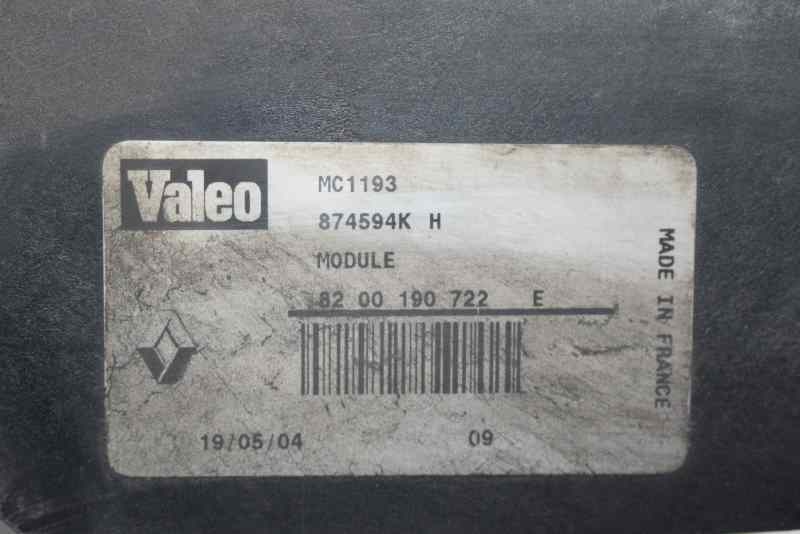 Valeo
MC1193
874594K H
MODULE
82 00 190 722 E
19/05/04 09
MADE IN FRANCE